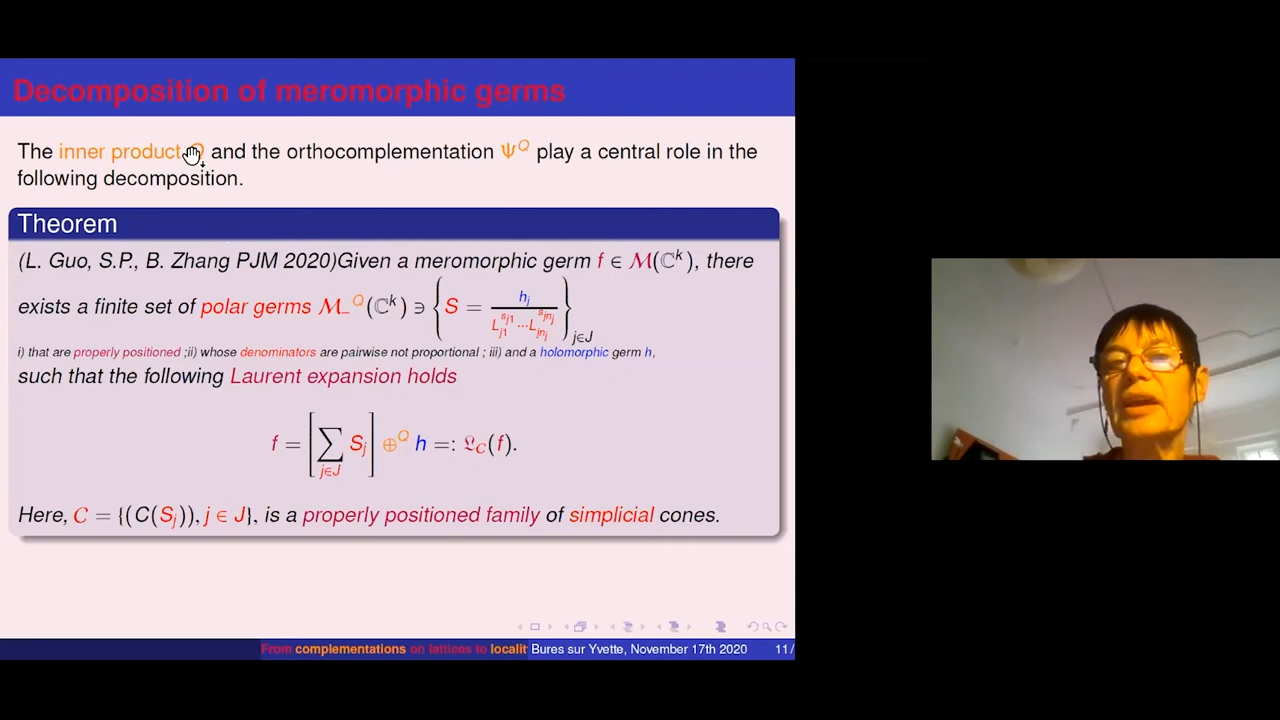 Decomposition of meromorphic germs
The inner product Q and the orthocomplementation Ψ^Q play a central role in the
following decomposition.
Theorem
(L. Guo, S.P., B. Zhang PJM 2020)Given a meromorphic germ f ∈ M(ℂ^k), there
exists a finite set of polar germs M_-^Q(ℂ^k) ∋ { S = h_j / L_{j1}^{s_{j1}} ⋯ L_{jn_j}^{s_{jn_j}} }_{j∈J}
i) that are properly positioned ;ii) whose denominators are pairwise not proportional ; iii) and a holomorphic germ h,
such that the following Laurent expansion holds
f = [ ∑_{j∈J} S_j ] ⊕^Q h =: 𝔏_C(f).
Here, C = {(C(S_j)), j ∈ J}, is a properly positioned family of simplicial cones.
From complementations on lattices to localit Bures sur Yvette, November 17th 2020 11/